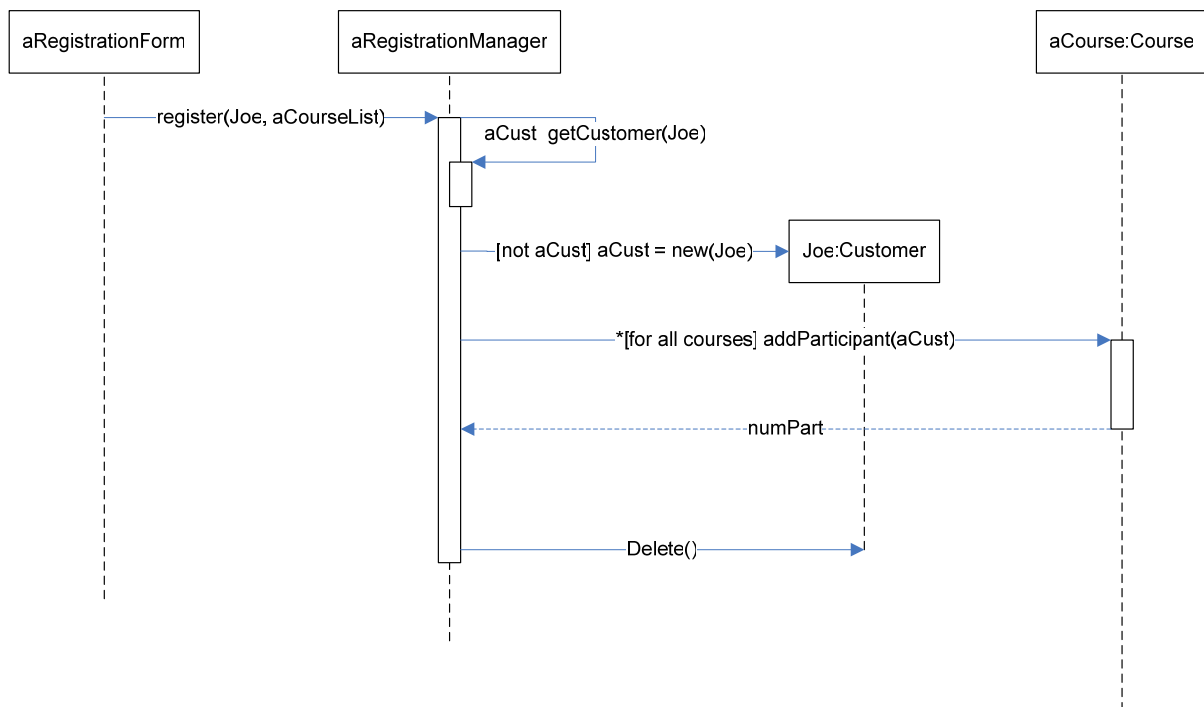 aRegistrationForm
aRegistrationManager
aCourse:Course
register(Joe, aCourseList)
aCust getCustomer(Joe)
[not aCust] aCust = new(Joe)
Joe:Customer
*[for all courses] addParticipant(aCust)
numPart
Delete()